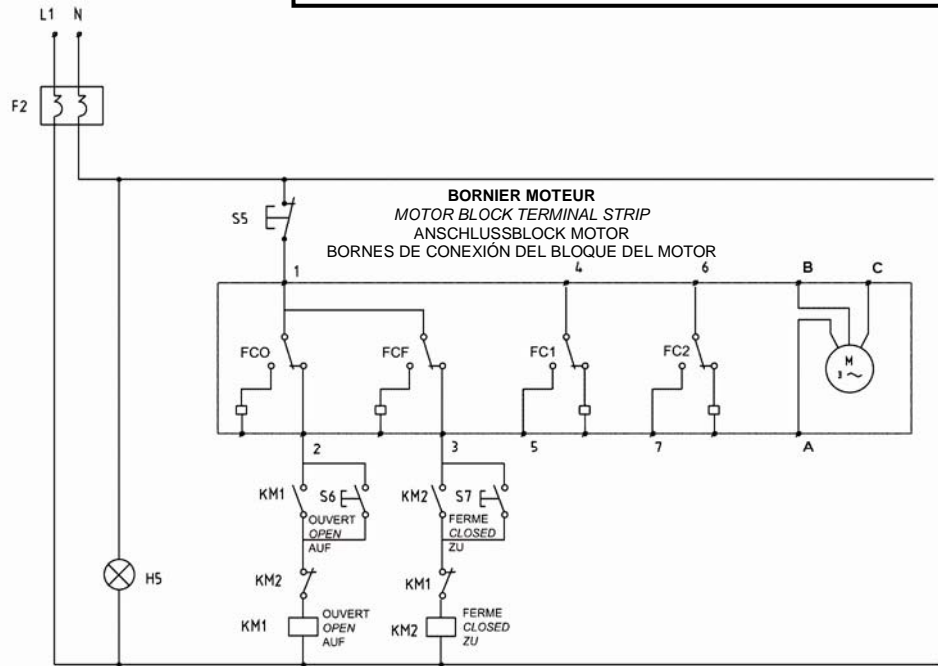 L1 N
F2
S5
BORNIER MOTEUR
MOTOR BLOCK TERMINAL STRIP
ANSCHLUSSBLOCK MOTOR
BORNES DE CONEXIÓN DEL BLOQUE DEL MOTOR
1 4 6 B C
FCO FCF FC1 FC2
M
3 ~
2 3 5 7 A
KM1 S6 KM2 S7
OUVERT
OPEN
AUF
FERME
CLOSED
ZU
H5
KM2 KM1
KM1
OUVERT
OPEN
AUF
KM2
FERME
CLOSED
ZU